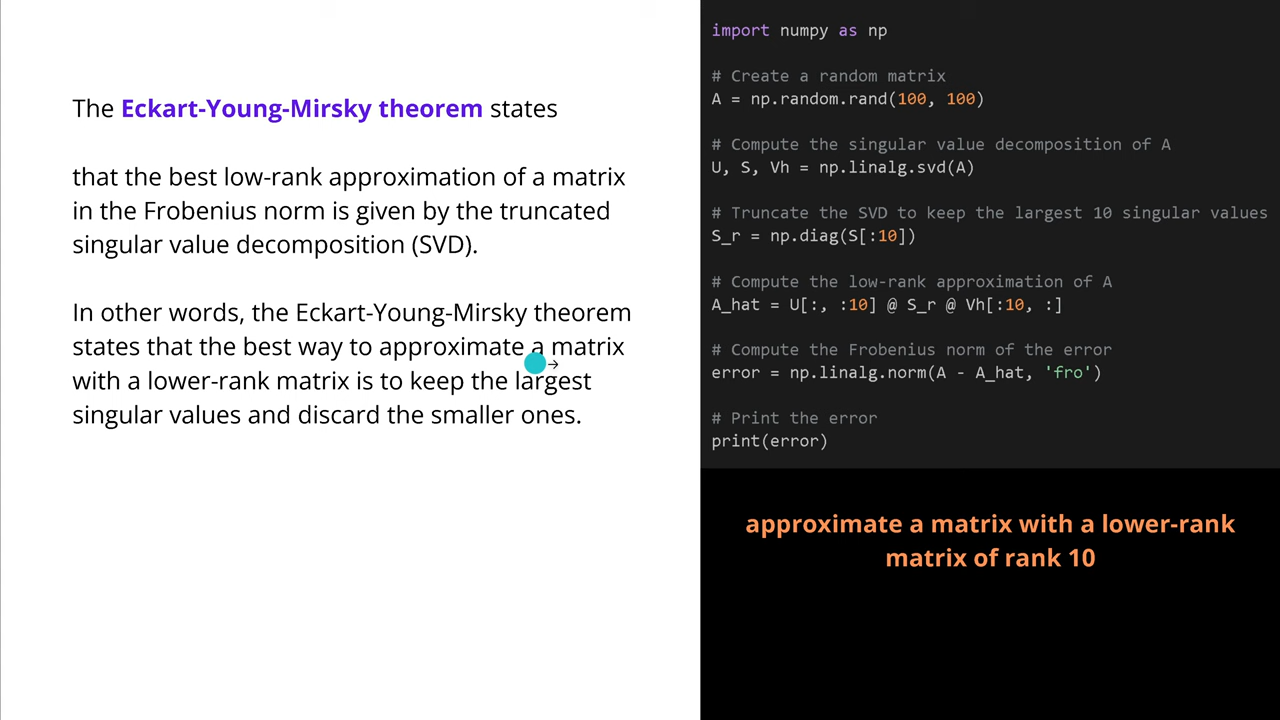 The Eckart-Young-Mirsky theorem states
that the best low-rank approximation of a matrix
in the Frobenius norm is given by the truncated
singular value decomposition (SVD).
In other words, the Eckart-Young-Mirsky theorem
states that the best way to approximate a matrix
with a lower-rank matrix is to keep the largest
singular values and discard the smaller ones.
import numpy as np
# Create a random matrix
A = np.random.rand(100, 100)
# Compute the singular value decomposition of A
U, S, Vh = np.linalg.svd(A)
# Truncate the SVD to keep the largest 10 singular values
S_r = np.diag(S[:10])
# Compute the low-rank approximation of A
A_hat = U[:, :10] @ S_r @ Vh[:10, :]
# Compute the Frobenius norm of the error
error = np.linalg.norm(A - A_hat, 'fro')
# Print the error
print(error)
approximate a matrix with a lower-rank
matrix of rank 10